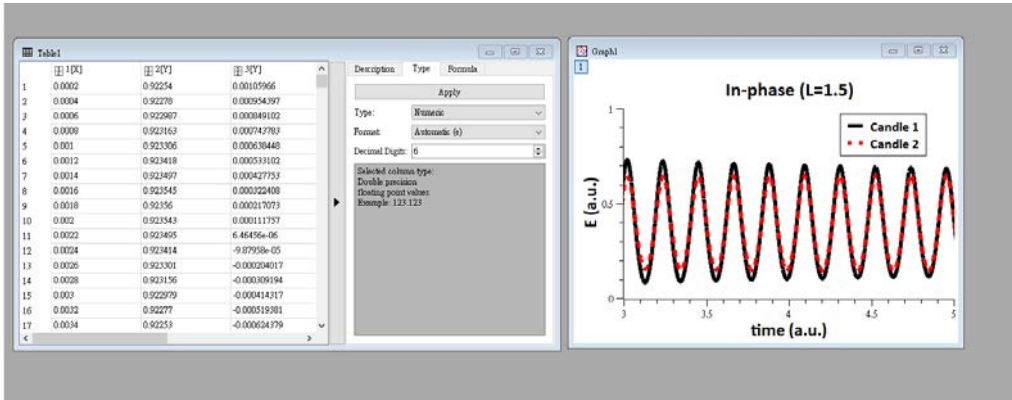 Table1
1[X] 2[Y] 3[Y]
1 0.0002 0.92254 0.00105966
2 0.0004 0.92278 0.000954397
3 0.0006 0.922987 0.000849102
4 0.0008 0.923163 0.000743783
5 0.001 0.923306 0.000638448
6 0.0012 0.923418 0.000533102
7 0.0014 0.923497 0.000427753
8 0.0016 0.923545 0.000322408
9 0.0018 0.92356 0.000217073
10 0.002 0.923543 0.000111757
11 0.0022 0.923495 6.46456e-06
12 0.0024 0.923414 -9.87958e-05
13 0.0026 0.923301 -0.000204017
14 0.0028 0.923156 -0.000309194
15 0.003 0.922979 -0.000414317
16 0.0032 0.92277 -0.000519381
17 0.0034 0.92253 -0.000624379
Description Type Formula
Apply
Type: Numeric
Format: Automatic (e)
Decimal Digits: 6
Selected column type:
Double precision
floating point values
Example: 123.123
Graph1
1
In-phase (L=1.5)
Candle 1
Candle 2
E (a.u.)
1
0.5
0
3 3.5 4 4.5 5
time (a.u.)